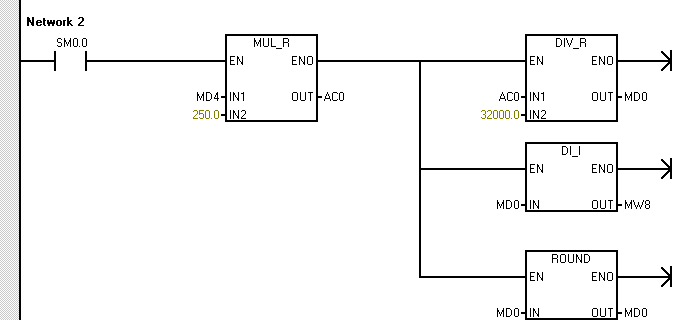 Network 2
SM0.0
MUL_R
DIV_R
EN ENO
EN ENO
MD4 IN1 OUT AC0
AC0 IN1 OUT MD0
250.0 IN2
32000.0 IN2
DI_I
EN ENO
MD0 IN OUT MW8
ROUND
EN ENO
MD0 IN OUT MD0